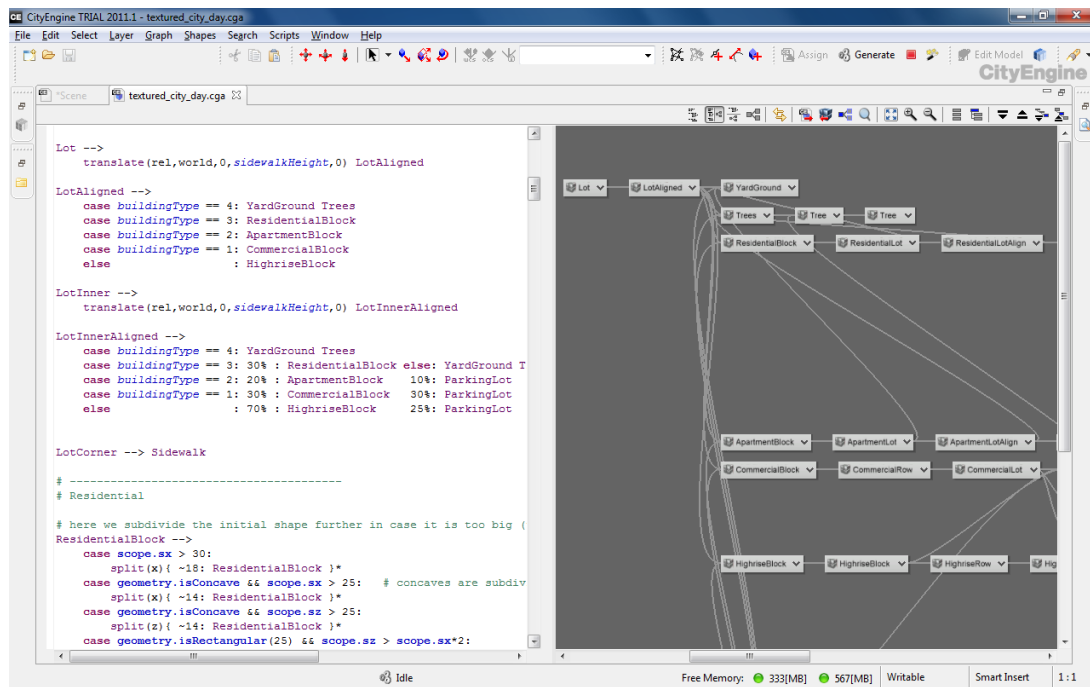 CE CityEngine TRIAL 2011.1 - textured_city_day.cga
File Edit Select Layer Graph Shapes Search Scripts Window Help
Assign Generate Edit Model
CityEngine
*Scene textured_city_day.cga
Lot -->
translate(rel,world,0,sidewalkHeight,0) LotAligned
LotAligned -->
case buildingType == 4: YardGround Trees
case buildingType == 3: ResidentialBlock
case buildingType == 2: ApartmentBlock
case buildingType == 1: CommercialBlock
else : HighriseBlock
LotInner -->
translate(rel,world,0,sidewalkHeight,0) LotInnerAligned
LotInnerAligned -->
case buildingType == 4: YardGround Trees
case buildingType == 3: 30% : ResidentialBlock else: YardGround T
case buildingType == 2: 20% : ApartmentBlock 10%: ParkingLot
case buildingType == 1: 30% : CommercialBlock 30%: ParkingLot
else : 70% : HighriseBlock 25%: ParkingLot
LotCorner --> Sidewalk
# ----------------------------------------
# Residential
# here we subdivide the initial shape further in case it is too big (
ResidentialBlock -->
case scope.sx > 30:
split(x){ ~18: ResidentialBlock }*
case geometry.isConcave && scope.sx > 25: # concaves are subdiv
split(x){ ~14: ResidentialBlock }*
case geometry.isConcave && scope.sz > 25:
split(z){ ~14: ResidentialBlock }*
case geometry.isRectangular(25) && scope.sz > scope.sx*2:
Lot LotAligned YardGround
Trees Tree Tree
ResidentialBlock ResidentialLot ResidentialLotAlign
ApartmentBlock ApartmentLot ApartmentLotAlign
CommercialBlock CommercialRow CommercialLot
HighriseBlock HighriseBlock HighriseRow Hig
Idle Free Memory: 333[MB] 567[MB] Writable Smart Insert 1:1